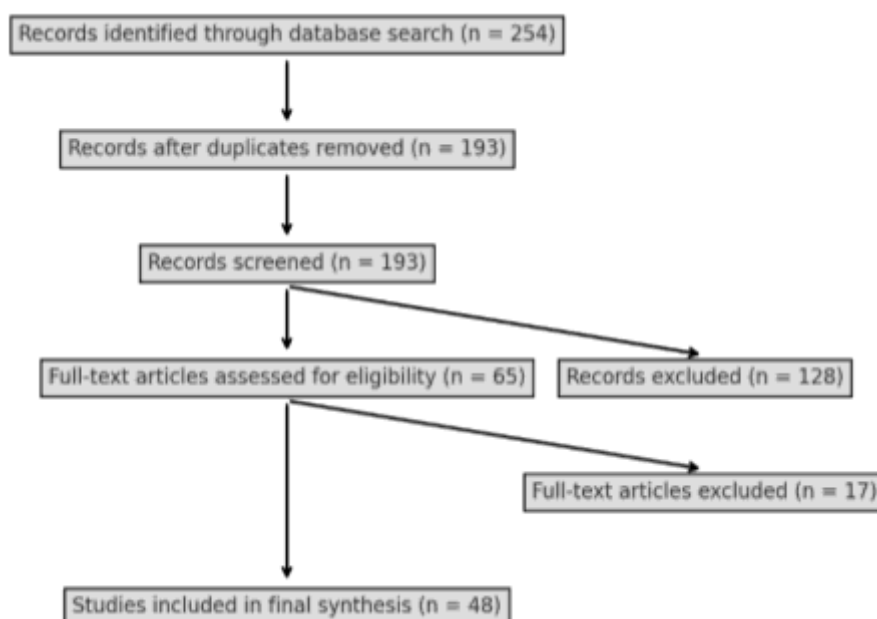 Records identified through database search (n = 254)
Records after duplicates removed (n = 193)
Records screened (n = 193)
Full-text articles assessed for eligibility (n = 65)
Records excluded (n = 128)
Full-text articles excluded (n = 17)
Studies included in final synthesis (n = 48)